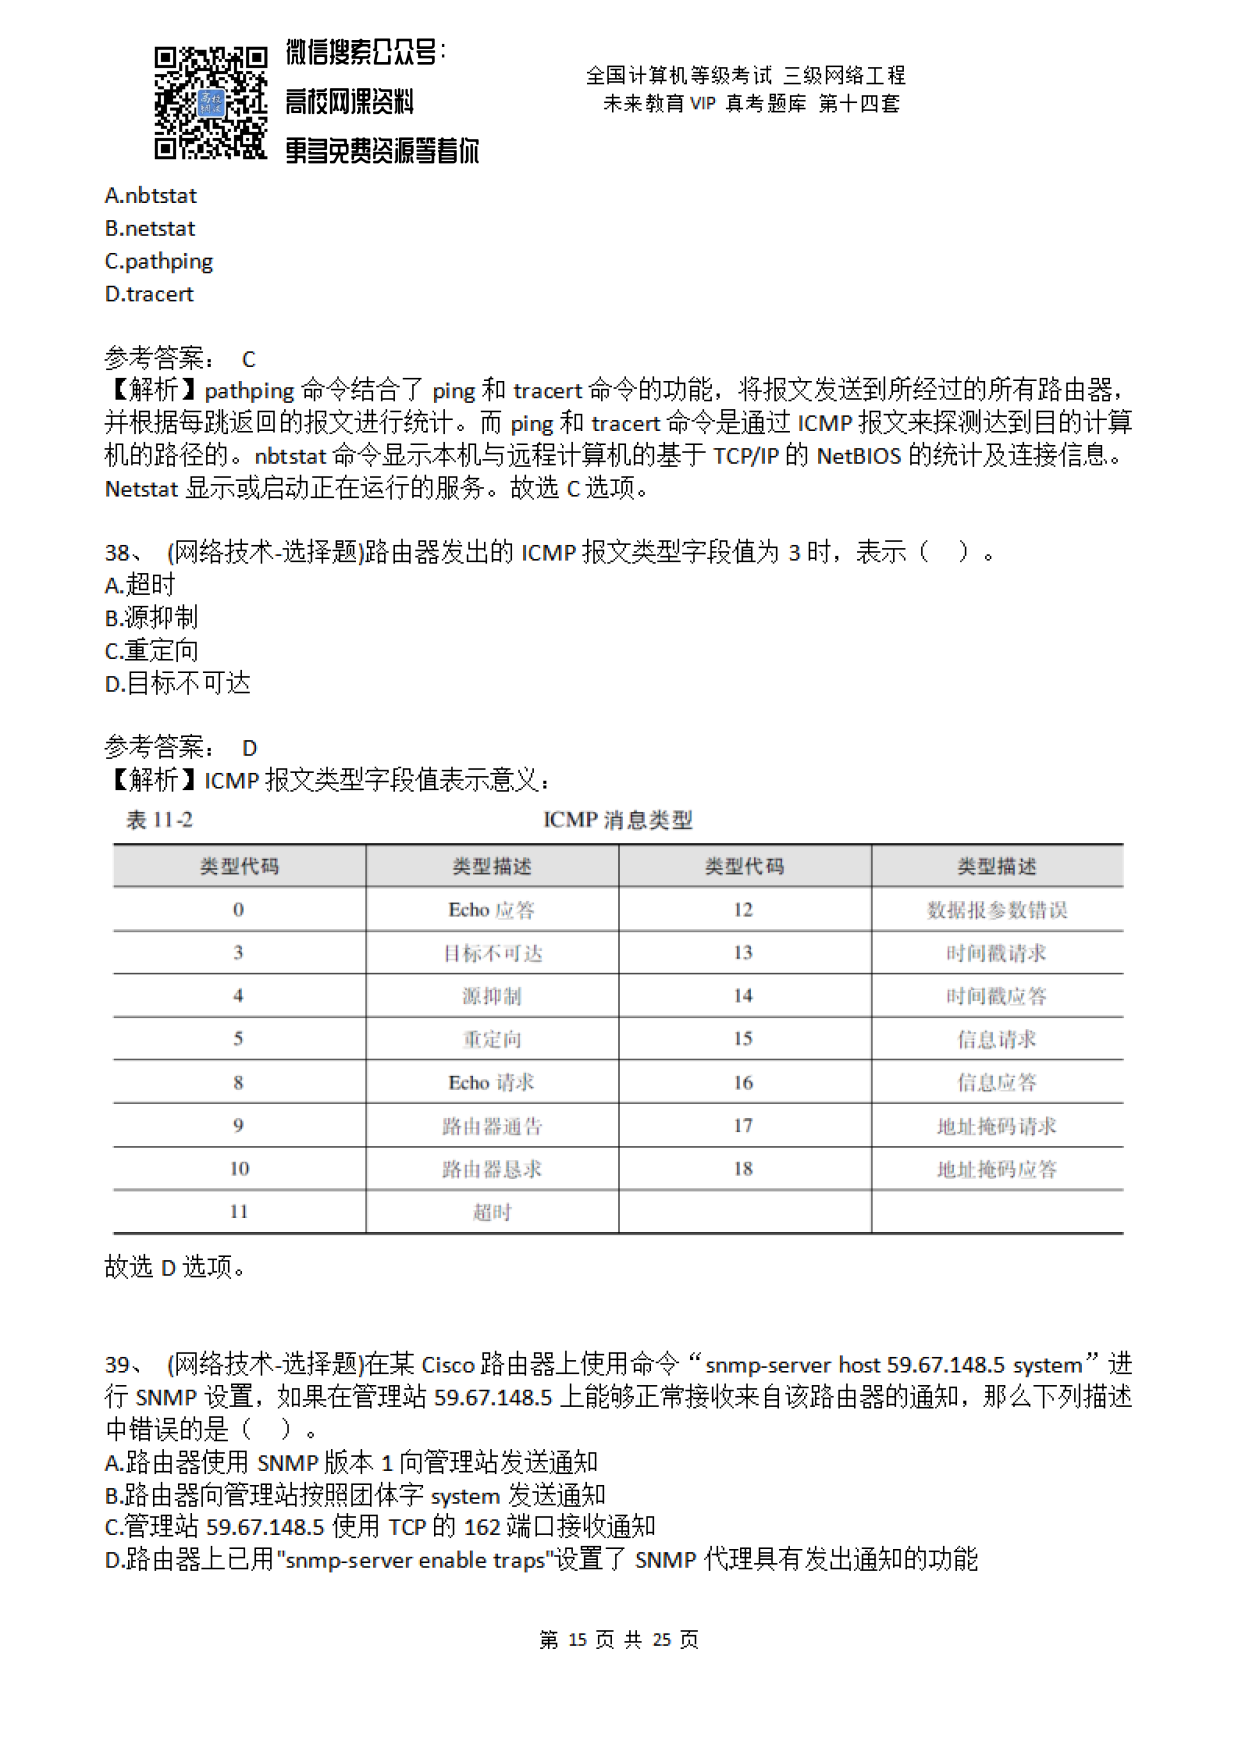 微信搜索公众号：
高校网课资料
更多免费资源等着你
全国计算机等级考试 三级网络工程
未来教育 VIP 真考题库 第十四套
A.nbtstat
B.netstat
C.pathping
D.tracert
参考答案： C
【解析】pathping 命令结合了 ping 和 tracert 命令的功能，将报文发送到所经过的所有路由器，
并根据每跳返回的报文进行统计。而 ping 和 tracert 命令是通过 ICMP 报文来探测达到目的计算
机的路径的。nbtstat 命令显示本机与远程计算机的基于 TCP/IP 的 NetBIOS 的统计及连接信息。
Netstat 显示或启动正在运行的服务。故选 C 选项。
38、 (网络技术-选择题)路由器发出的 ICMP 报文类型字段值为 3 时，表示（ ）。
A.超时
B.源抑制
C.重定向
D.目标不可达
参考答案： D
【解析】ICMP 报文类型字段值表示意义：
表 11-2 ICMP 消息类型
类型代码 类型描述 类型代码 类型描述
0 Echo 应答 12 数据报参数错误
3 目标不可达 13 时间戳请求
4 源抑制 14 时间戳应答
5 重定向 15 信息请求
8 Echo 请求 16 信息应答
9 路由器通告 17 地址掩码请求
10 路由器恳求 18 地址掩码应答
11 超时
故选 D 选项。
39、 (网络技术-选择题)在某 Cisco 路由器上使用命令“snmp-server host 59.67.148.5 system”进
行 SNMP 设置，如果在管理站 59.67.148.5 上能够正常接收来自该路由器的通知，那么下列描述
中错误的是（ ）。
A.路由器使用 SNMP 版本 1 向管理站发送通知
B.路由器向管理站按照团体字 system 发送通知
C.管理站 59.67.148.5 使用 TCP 的 162 端口接收通知
D.路由器上已用"snmp-server enable traps"设置了 SNMP 代理具有发出通知的功能
第 15 页 共 25 页